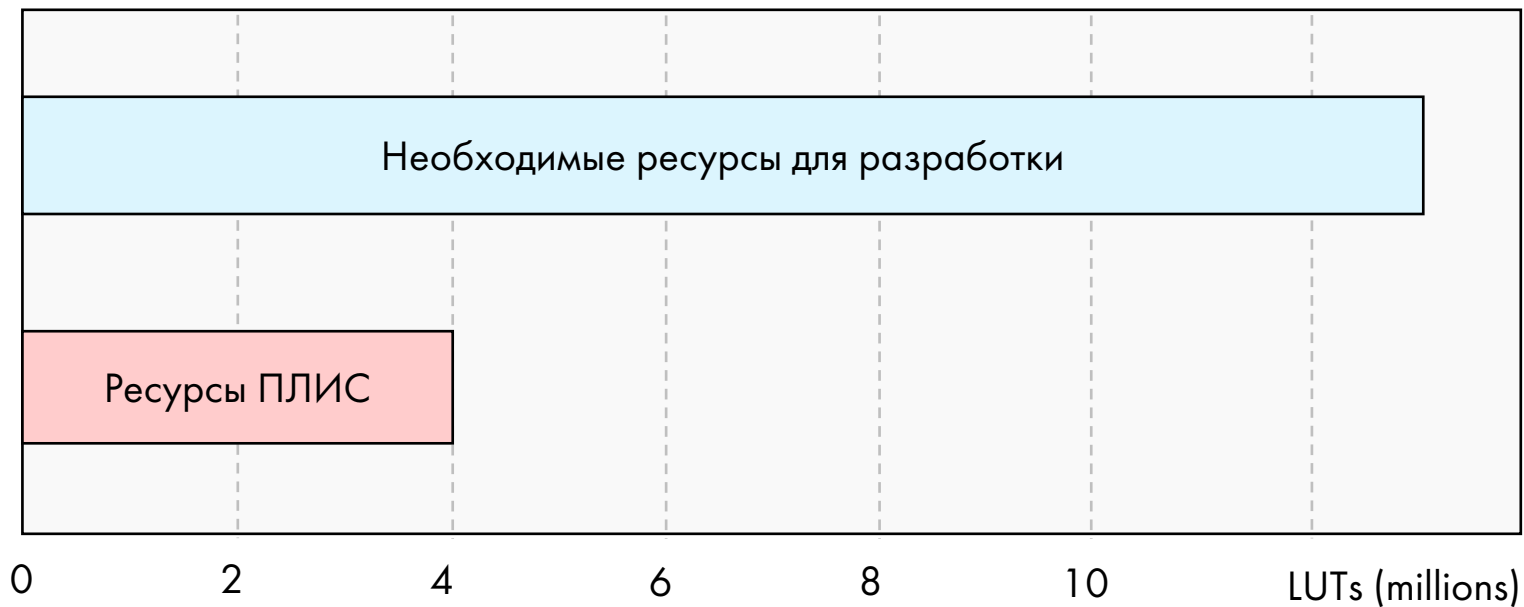 Необходимые ресурсы для разработки
Ресурсы ПЛИС
0 2 4 6 8 10 LUTs (millions)